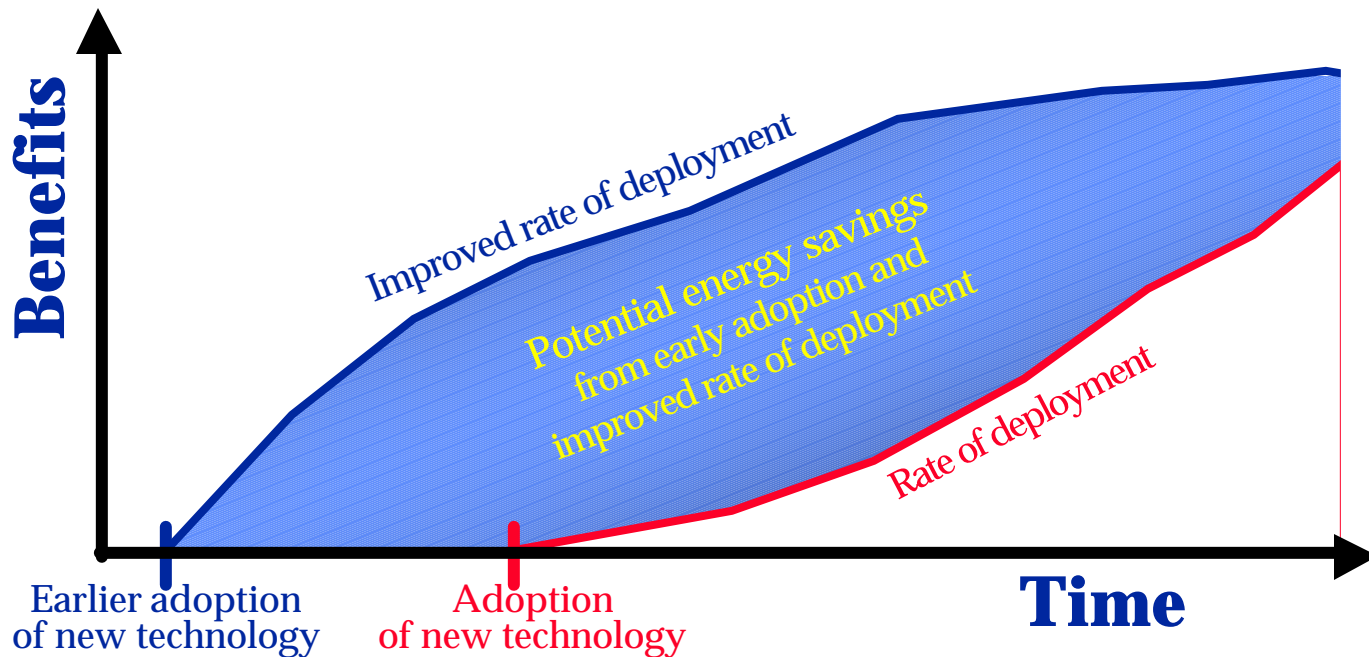 Benefits
Improved rate of deployment
Potential energy savings
from early adoption and
improved rate of deployment
Rate of deployment
Earlier adoption
of new technology
Adoption
of new technology
Time